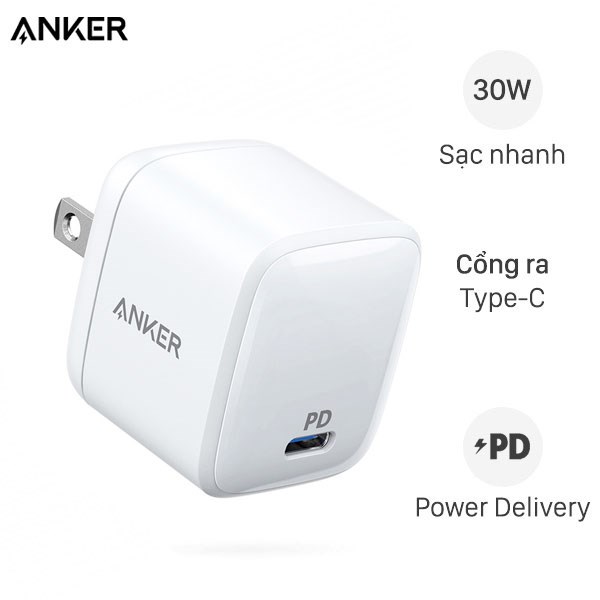 ANKER
30W
Sạc nhanh
Cổng ra
Type-C
ANKER
PD
PD
Power Delivery